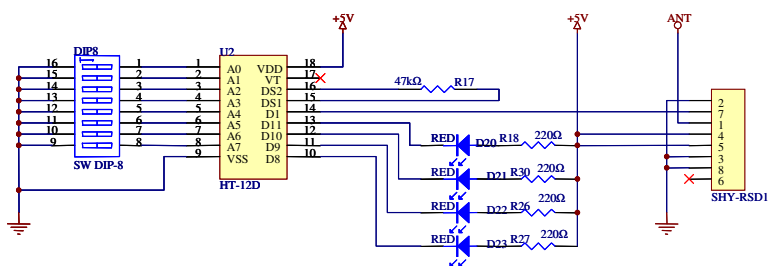 +5V
+5V
ANT
DIP8
U2
16 1 1 A0 VDD 18
15 2 2 A1 VT 17
14 3 3 A2 DS2 16 47kΩ R17
13 4 4 A3 DS1 15
12 5 5 A4 D1 14
11 6 6 A5 D11 13
10 7 7 A6 D10 12
9 8 8 A7 D9 11
9 VSS D8 10
SW DIP-8
HT-12D
RED D20 R18 220Ω
RED D21 R30 220Ω
RED D22 R26 220Ω
RED D23 R27 220Ω
2
7
1
4
5
3
8
6
SHY-RSD1